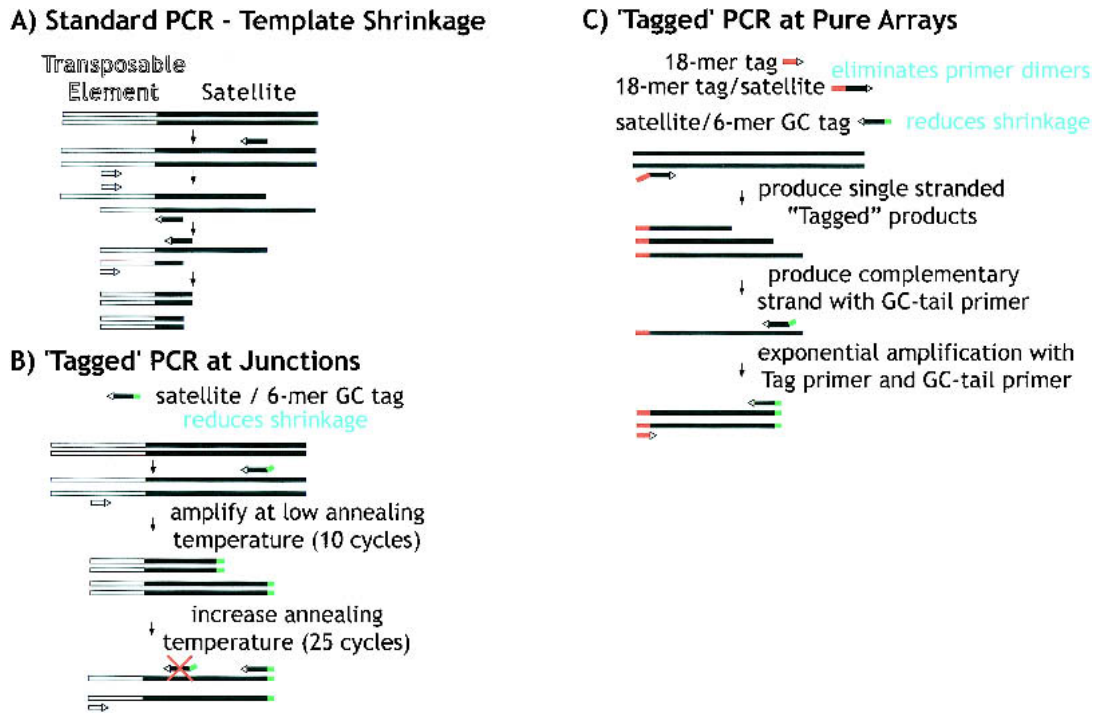 A) Standard PCR - Template Shrinkage
Transposable
Element
Satellite
B) 'Tagged' PCR at Junctions
satellite / 6-mer GC tag
reduces shrinkage
amplify at low annealing
temperature (10 cycles)
increase annealing
temperature (25 cycles)
C) 'Tagged' PCR at Pure Arrays
18-mer tag
eliminates primer dimers
18-mer tag/satellite
satellite/6-mer GC tag
reduces shrinkage
produce single stranded
“Tagged” products
produce complementary
strand with GC-tail primer
exponential amplification with
Tag primer and GC-tail primer